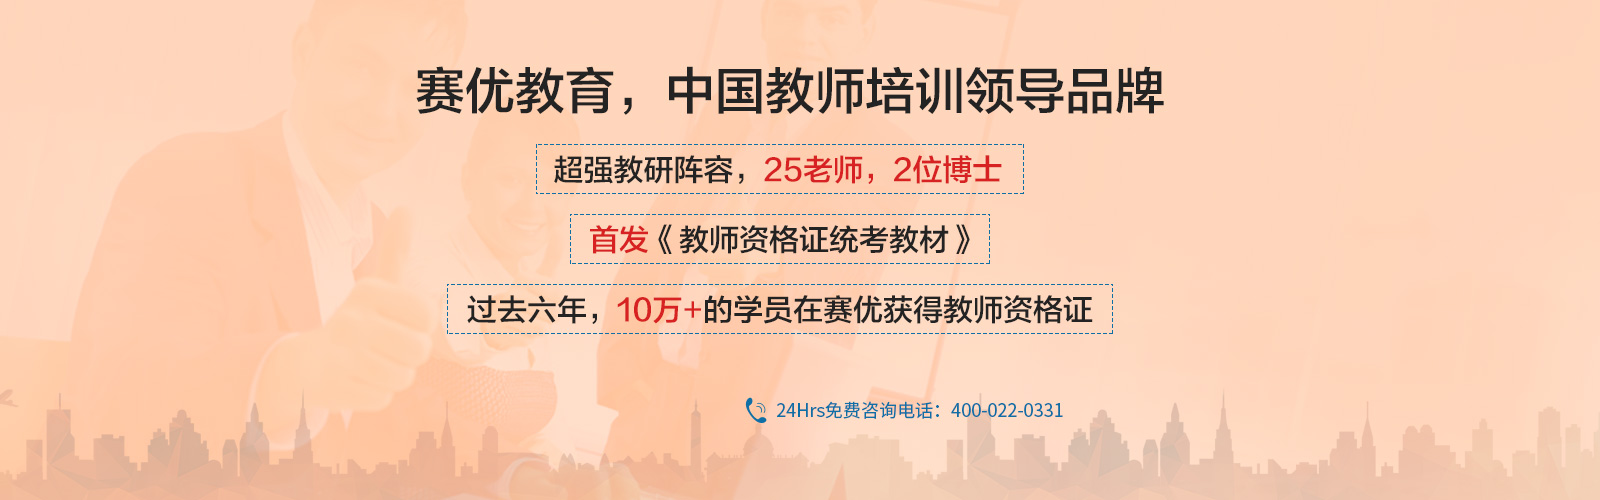 赛优教育，中国教师培训领导品牌
超强教研阵容，25老师，2位博士
首发《教师资格证统考教材》
过去六年，10万+的学员在赛优获得教师资格证
24Hrs免费咨询电话：400-022-0331